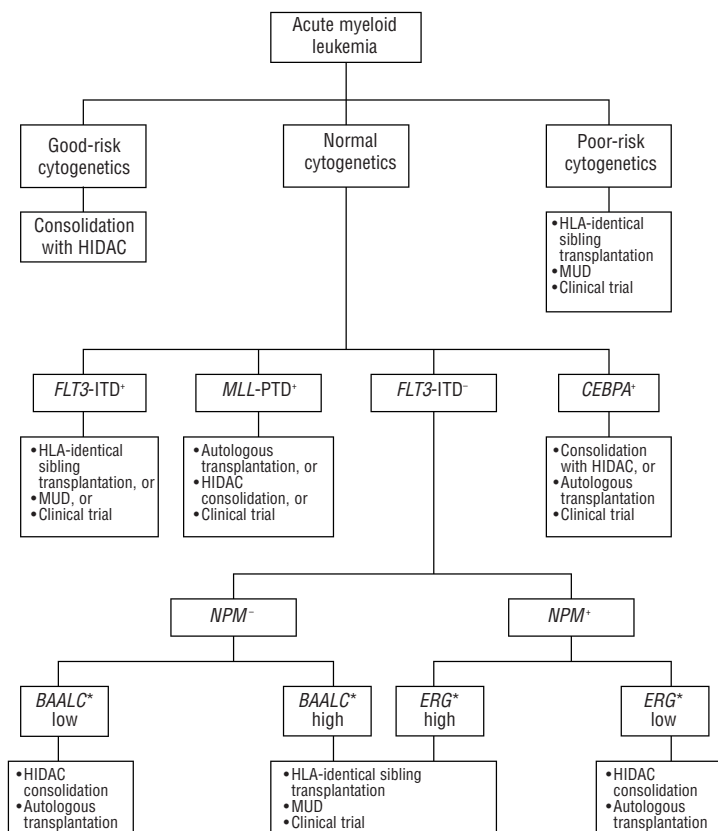 Acute myeloid
leukemia
Good-risk
cytogenetics
Normal
cytogenetics
Poor-risk
cytogenetics
Consolidation
with HIDAC
•HLA-identical
sibling
transplantation
•MUD
•Clinical trial
FLT3-ITD⁺
MLL-PTD⁺
FLT3-ITD⁻
CEBPA⁺
•HLA-identical
sibling
transplantation, or
•MUD, or
•Clinical trial
•Autologous
transplantation, or
•HIDAC
consolidation, or
•Clinical trial
•Consolidation
with HIDAC, or
•Autologous
transplantation
•Clinical trial
NPM⁻
NPM⁺
BAALC*
low
BAALC*
high
ERG*
high
ERG*
low
•HIDAC
consolidation
•Autologous
transplantation
•HLA-identical sibling
transplantation
•MUD
•Clinical trial
•HIDAC
consolidation
•Autologous
transplantation